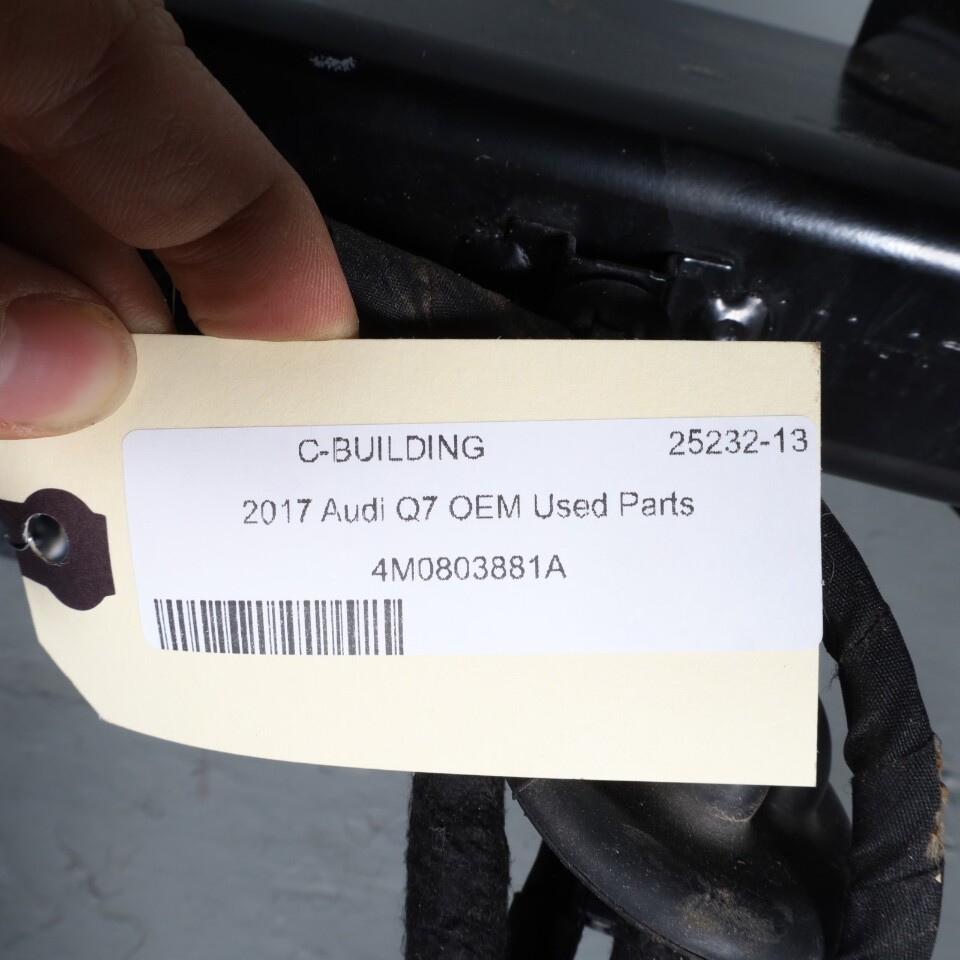 C-BUILDING 25232-13
2017 Audi Q7 OEM Used Parts
4M0803881A